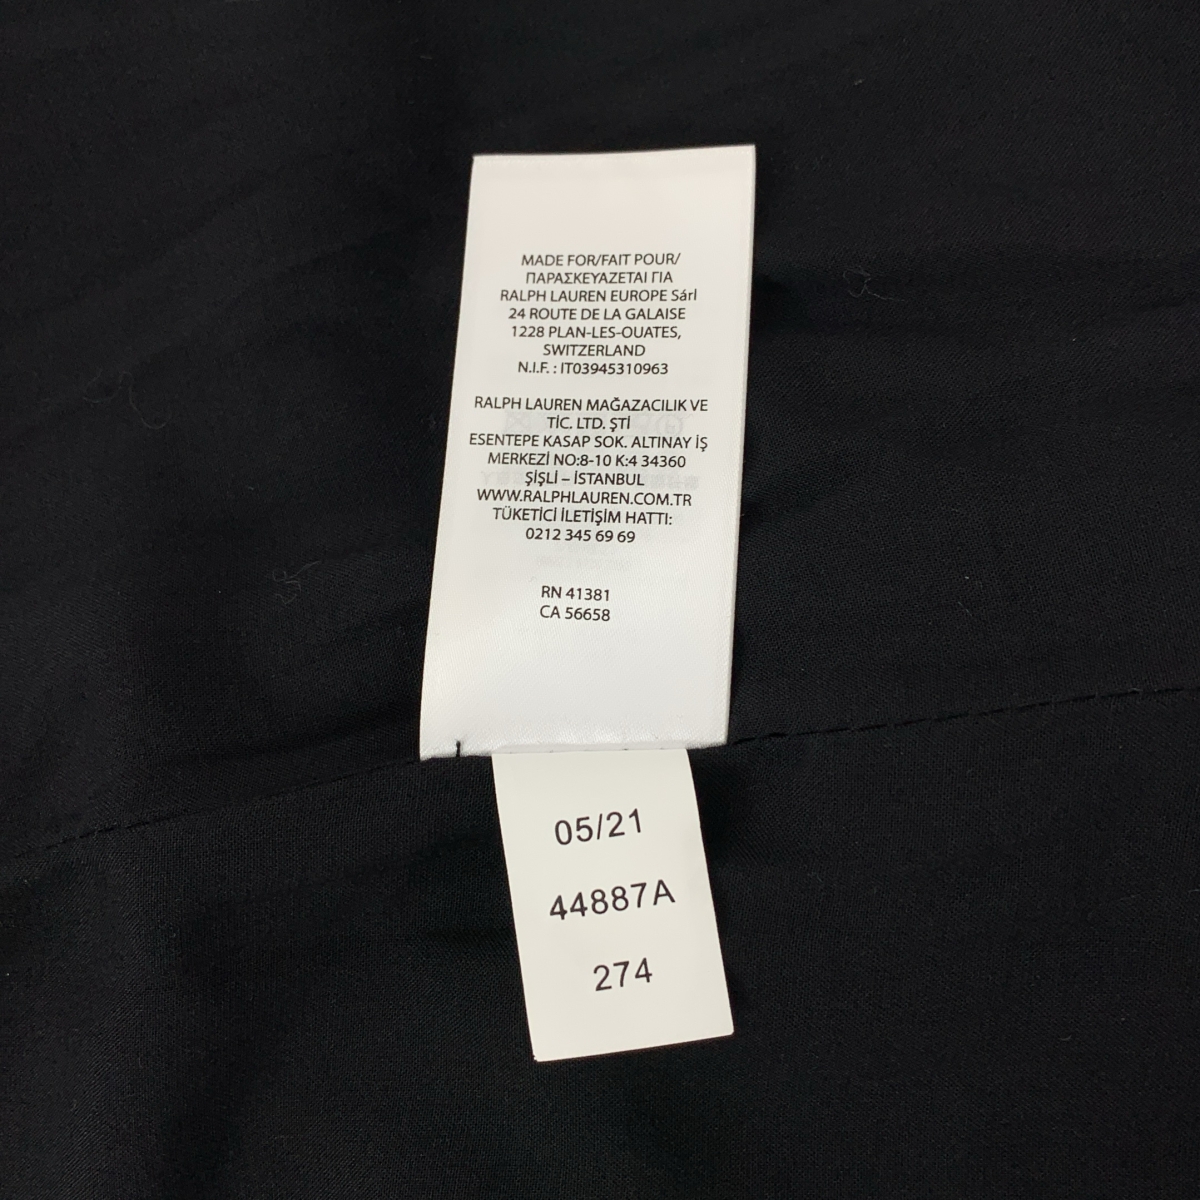 MADE FOR/FAIT POUR/
ΠΑΡΑΣΚΕΥΑΖΕΤΑΙ ΓΙΑ
RALPH LAUREN EUROPE Sárl
24 ROUTE DE LA GALAISE
1228 PLAN-LES-OUATES,
SWITZERLAND
N.I.F. : IT03945310963
RALPH LAUREN MAĞAZACILIK VE
TİC. LTD. ŞTİ
ESENTEPE KASAP SOK. ALTINAY İŞ
MERKEZİ NO:8-10 K:4 34360
ŞİŞLİ – İSTANBUL
WWW.RALPHLAUREN.COM.TR
TÜKETİCİ İLETİŞİM HATTI:
0212 345 69 69
RN 41381
CA 56658
05/21
44887A
274